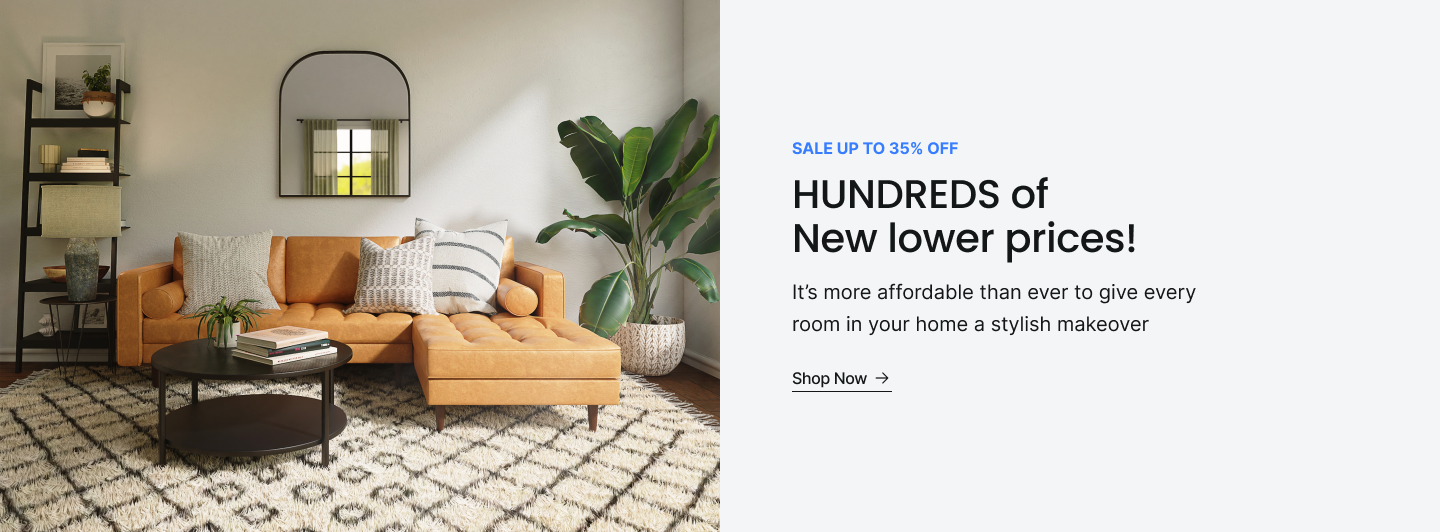 SALE UP TO 35% OFF
HUNDREDS of
New lower prices!
It’s more affordable than ever to give every
room in your home a stylish makeover
Shop Now →